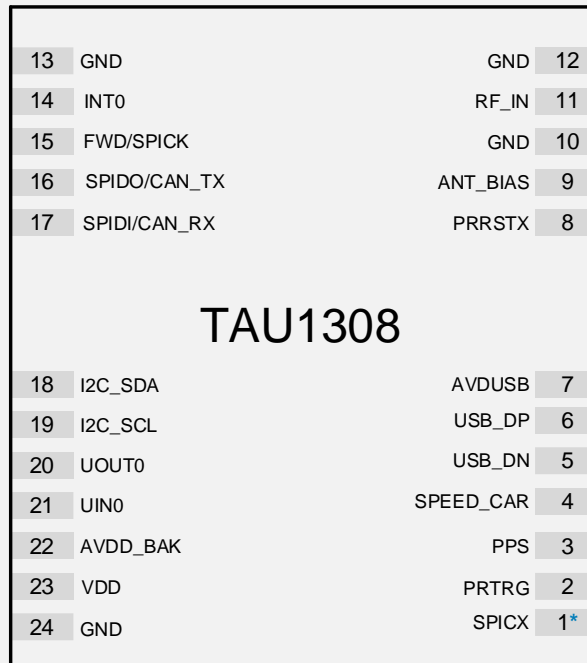 13 GND GND 12
14 INT0 RF_IN 11
15 FWD/SPICK GND 10
16 SPIDO/CAN_TX ANT_BIAS 9
17 SPIDI/CAN_RX PRRSTX 8
TAU1308
18 I2C_SDA AVDUSB 7
19 I2C_SCL USB_DP 6
20 UOUT0 USB_DN 5
21 UIN0 SPEED_CAR 4
22 AVDD_BAK PPS 3
23 VDD PRTRG 2
24 GND SPICX 1*